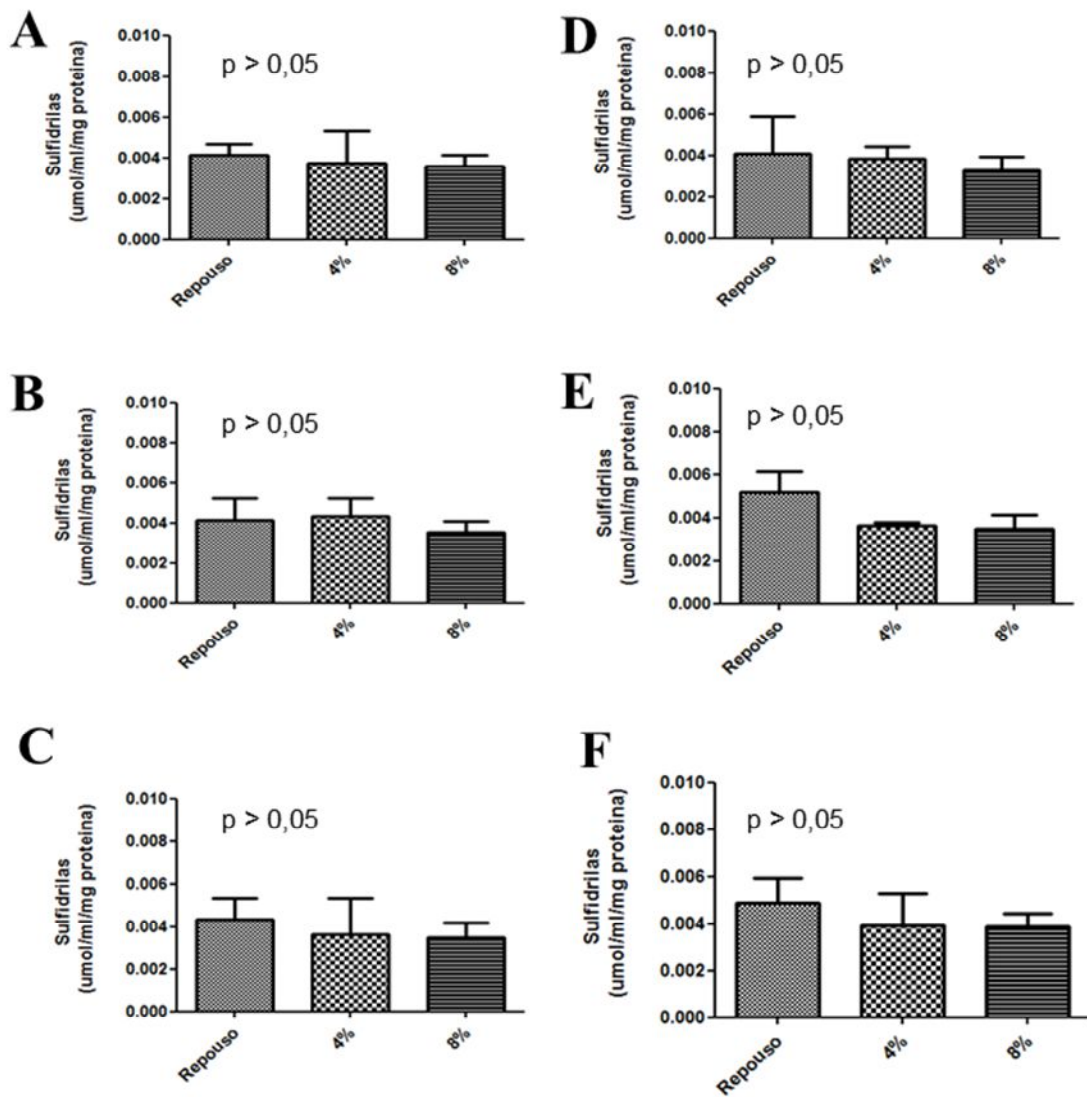 A
Sulfidrilas
(umol/ml/mg proteina)
0.010
0.008
0.006
0.004
0.002
0.000
p > 0,05
Repouso
4%
8%
D
Sulfidrilas
(umol/ml/mg proteina)
0.010
0.008
0.006
0.004
0.002
0.000
p > 0,05
Repouso
4%
8%
B
Sulfidrilas
(umol/ml/mg proteina)
0.010
0.008
0.006
0.004
0.002
0.000
p > 0,05
Repouso
4%
8%
E
Sulfidrilas
(umol/ml/mg proteina)
0.010
0.008
0.006
0.004
0.002
0.000
p > 0,05
Repouso
4%
8%
C
Sulfidrilas
(umol/ml/mg proteina)
0.010
0.008
0.006
0.004
0.002
0.000
p > 0,05
Repouso
4%
8%
F
Sulfidrilas
(umol/ml/mg proteina)
0.010
0.008
0.006
0.004
0.002
0.000
p > 0,05
Repouso
4%
8%